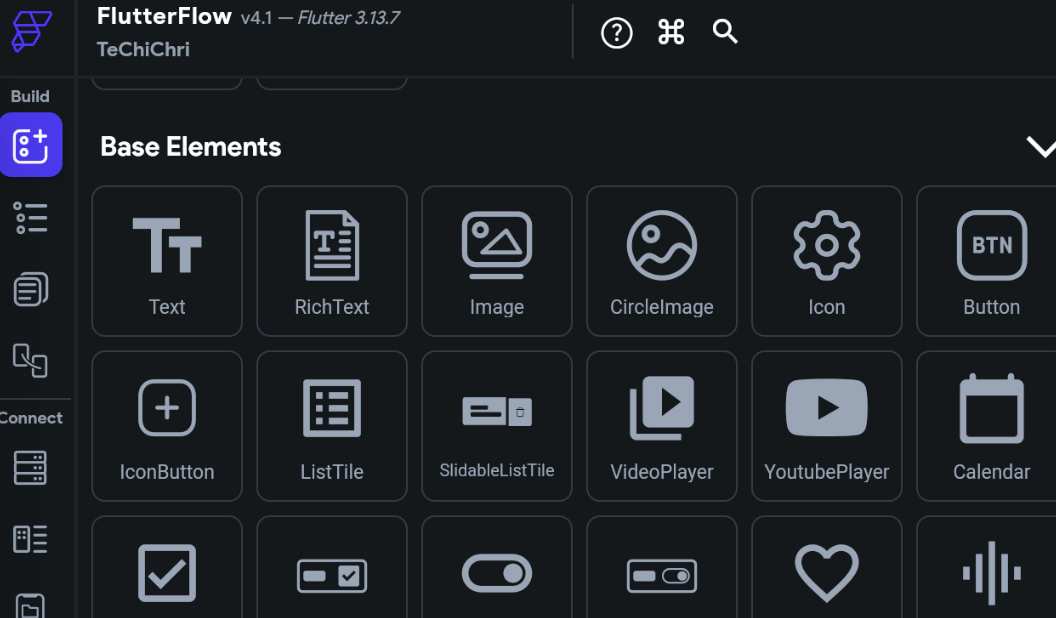 FlutterFlow v4.1 — Flutter 3.13.7
TeChiChri
Build
Base Elements
Text RichText Image CircleImage Icon Button
BTN
IconButton ListTile SlidableListTile VideoPlayer YoutubePlayer Calendar
Connect